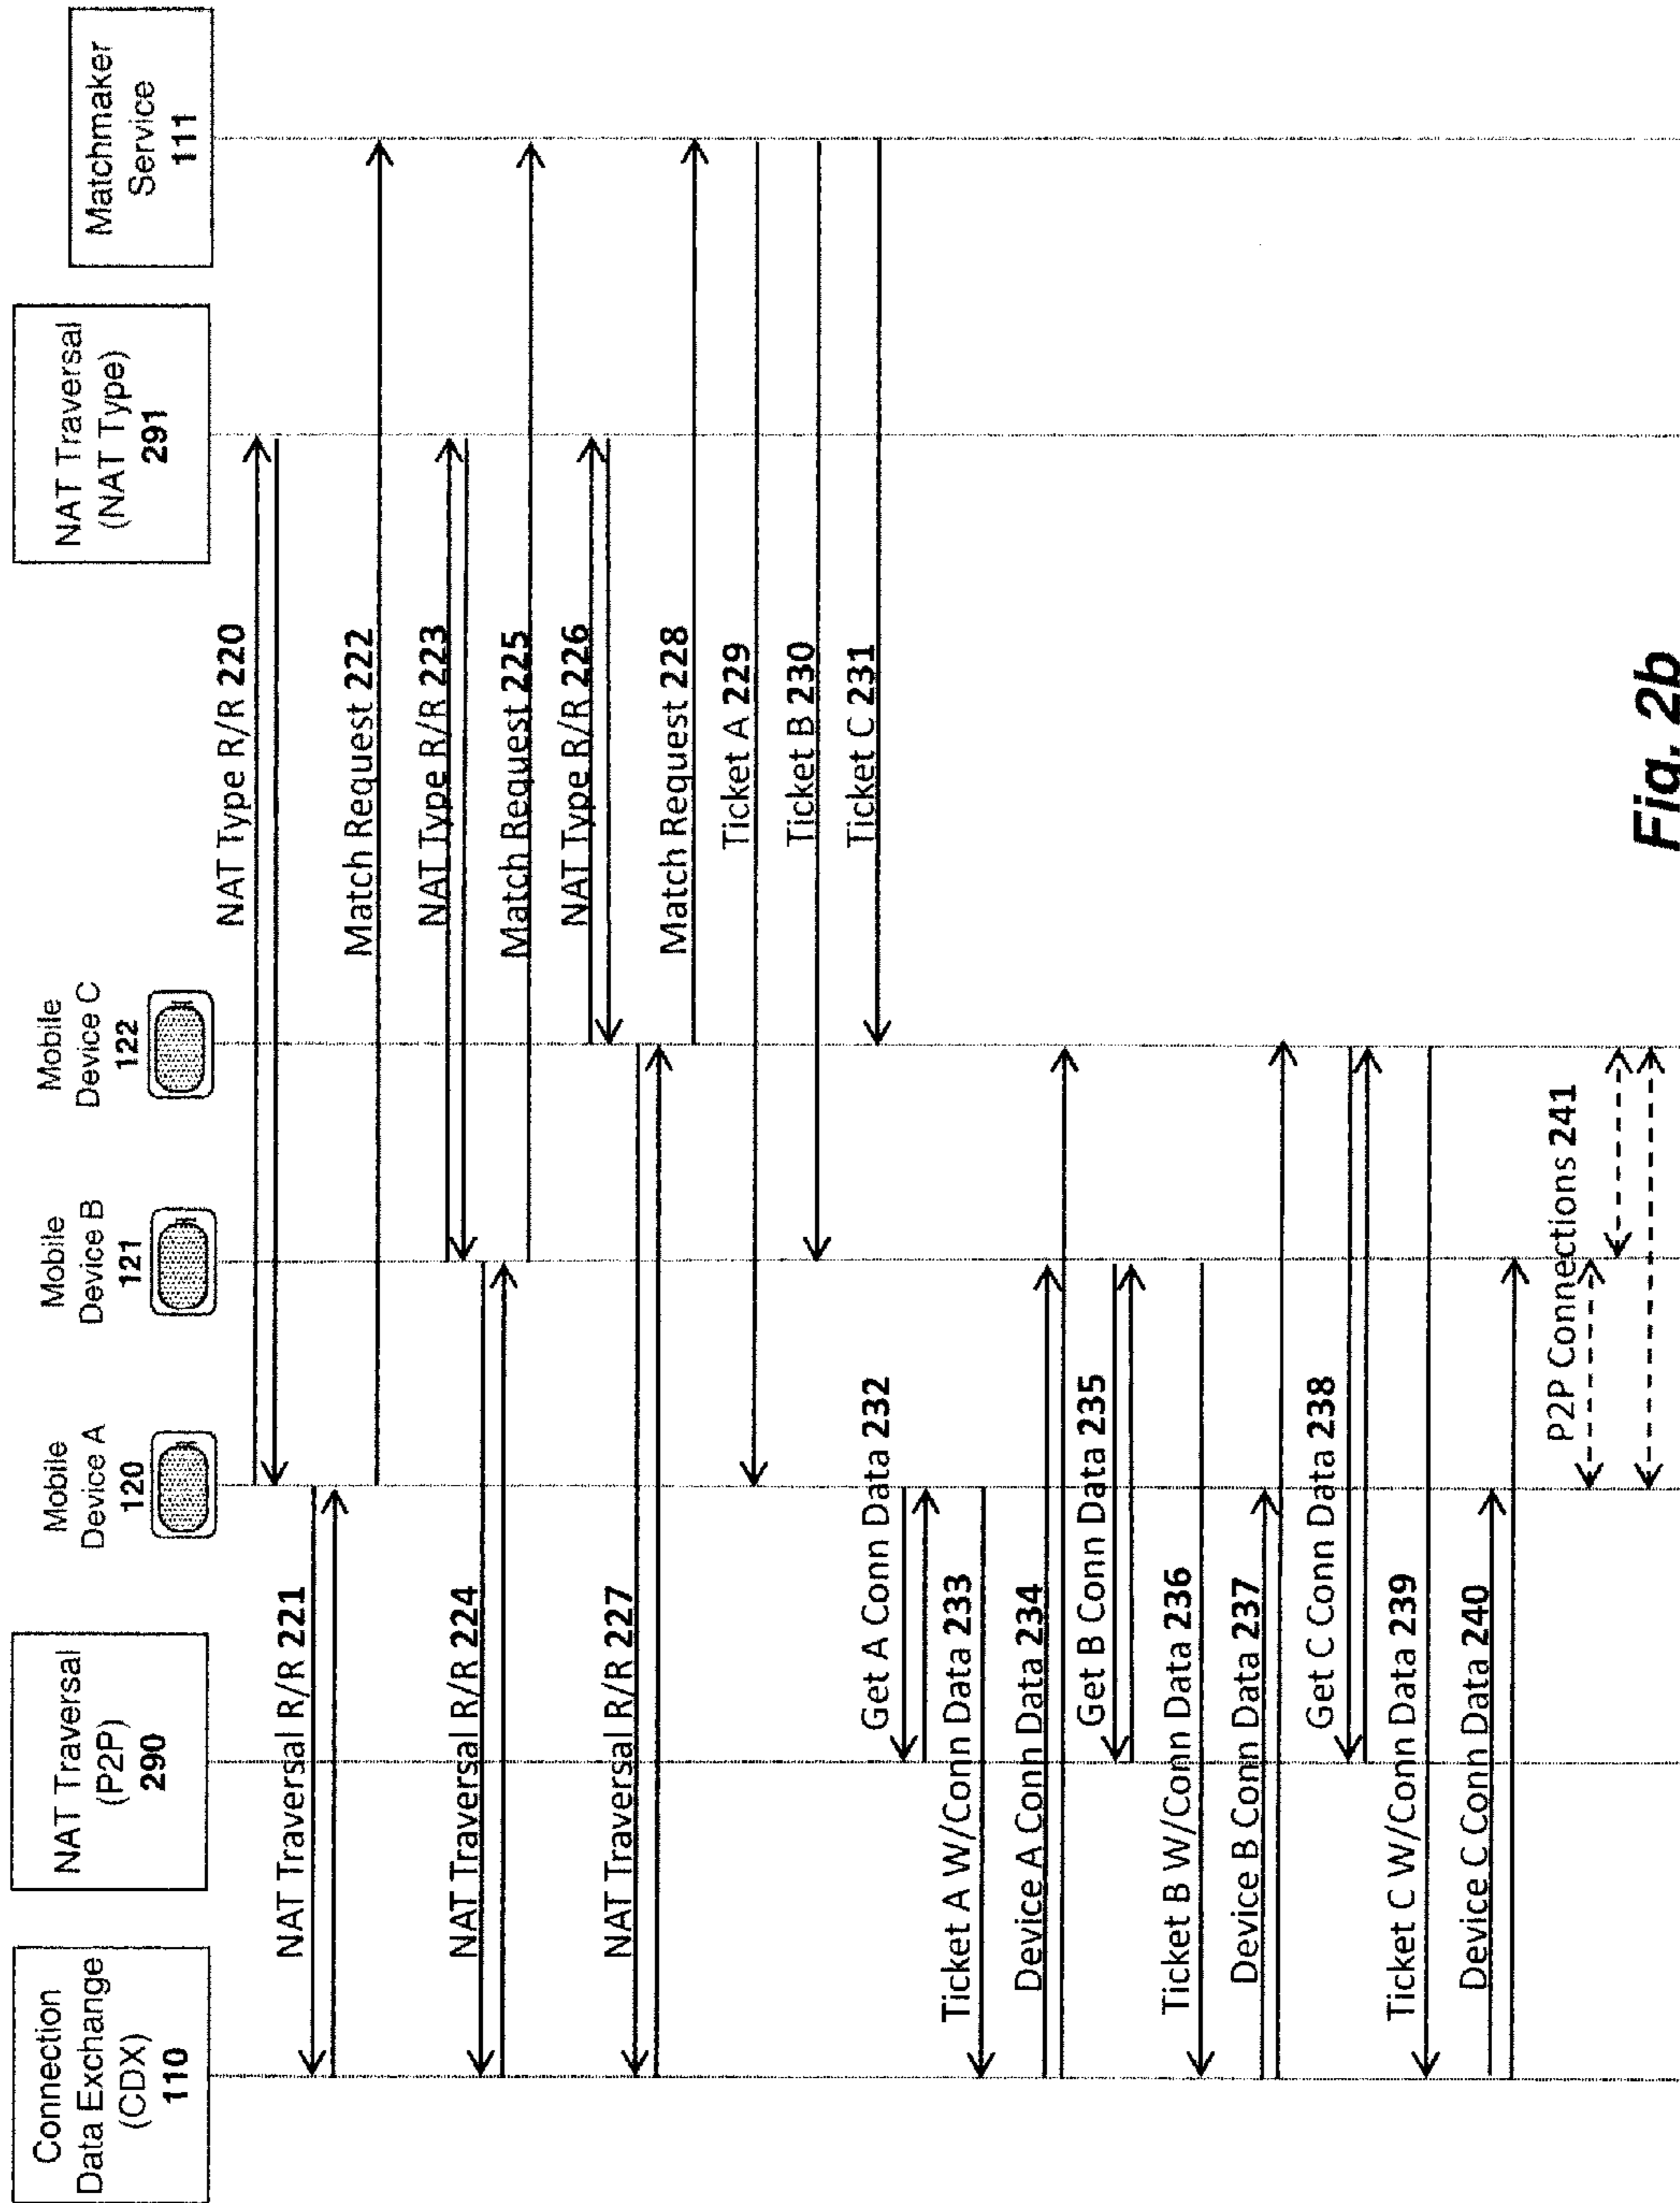 Connection
Data Exchange
(CDX)
110
NAT Traversal
(P2P)
290
Mobile
Device A
120
Mobile
Device B
121
Mobile
Device C
122
NAT Traversal
(NAT Type)
291
Matchmaker
Service
111
NAT Type R/R 220
NAT Traversal R/R 221
Match Request 222
NAT Type R/R 223
NAT Traversal R/R 224
Match Request 225
NAT Type R/R 226
NAT Traversal R/R 227
Match Request 228
Ticket A 229
Ticket B 230
Ticket C 231
Get A Conn Data 232
Ticket A W/Conn Data 233
Device A Conn Data 234
Get B Conn Data 235
Ticket B W/Conn Data 236
Device B Conn Data 237
Get C Conn Data 238
Ticket C W/Conn Data 239
Device C Conn Data 240
P2P Connections 241
Fig. 2b